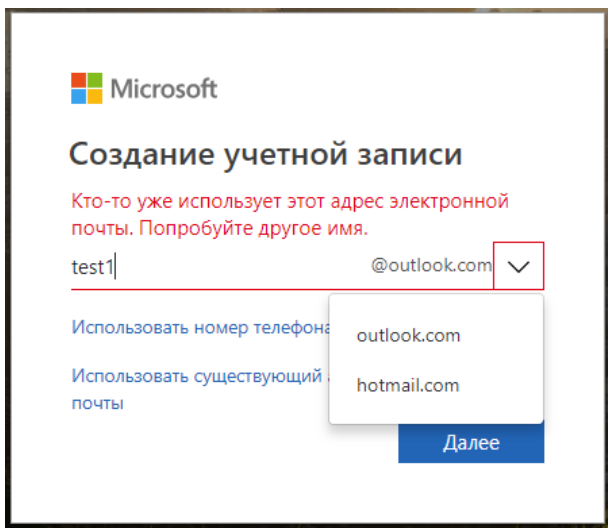 Microsoft
Создание учетной записи
Кто-то уже использует этот адрес электронной
почты. Попробуйте другое имя.
test1 @outlook.com
Использовать номер телефона
outlook.com
Использовать существующий
hotmail.com
почты
Далее